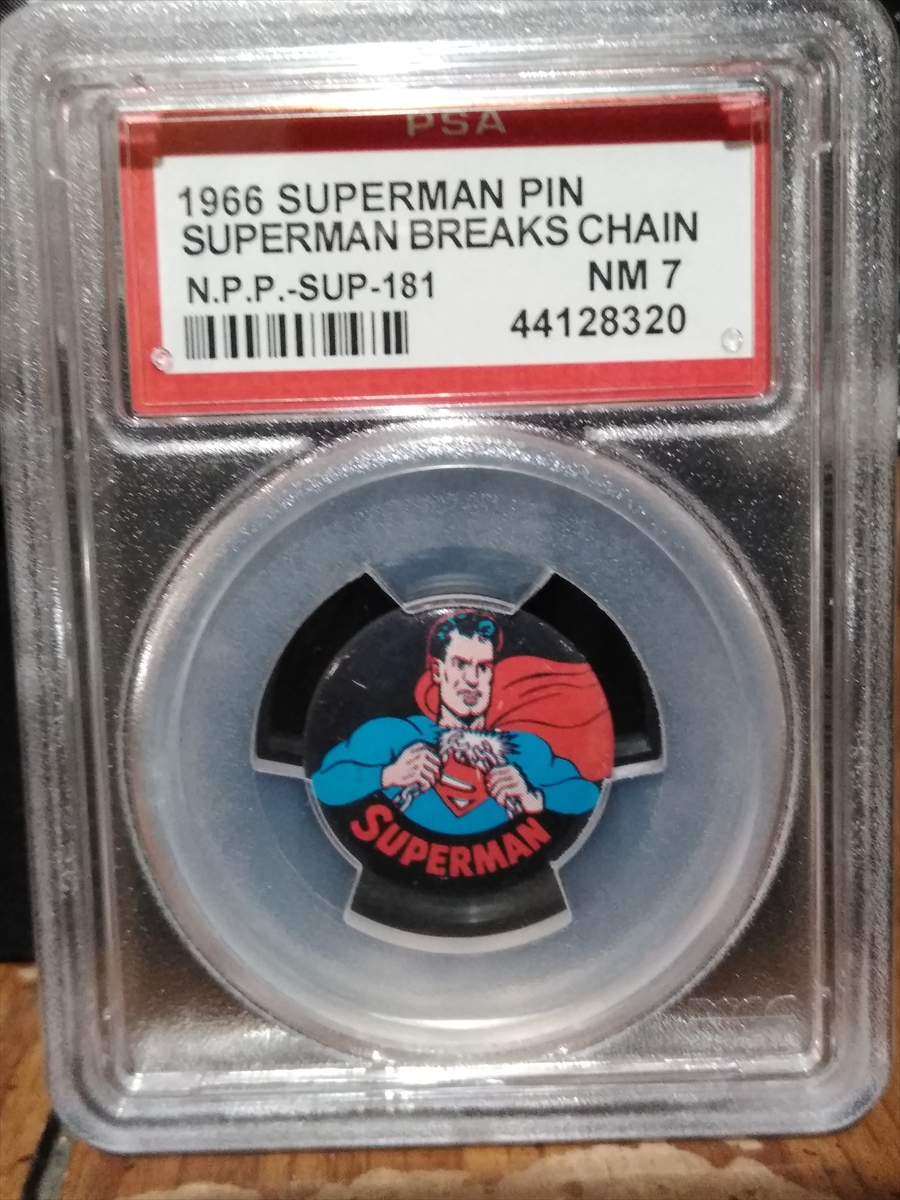 PSA
1966 SUPERMAN PIN
SUPERMAN BREAKS CHAIN
N.P.P.-SUP-181 NM 7
44128320
SUPERMAN